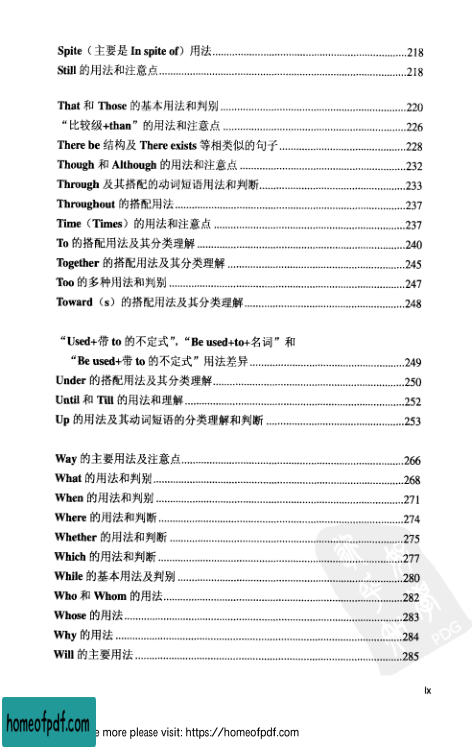 Spite（主要是 In spite of）用法............218
Still 的用法和注意点............218
That 和 Those 的基本用法和判别............220
“比较级+than”的用法和注意点............226
There be 结构及 There exists 等相类似的句子............228
Though 和 Although 的用法和注意点............232
Through 及其搭配的动词短语用法和判断............233
Throughout 的搭配用法............237
Time（Times）的用法和注意点............237
To 的搭配用法及其分类理解............240
Together 的搭配用法及其分类理解............245
Too 的多种用法和判别............247
Toward（s）的搭配用法及其分类理解............248
“Used+带 to 的不定式”，“Be used+to+名词”和
“Be used+带 to 的不定式”用法差异............249
Under 的搭配用法及其分类理解............250
Until 和 Till 的用法和理解............252
Up 的用法及其动词短语的分类理解和判断............253
Way 的主要用法及注意点............266
What 的用法和判别............268
When 的用法和判别............271
Where 的用法和判断............274
Whether 的用法和判断............275
Which 的用法和判断............277
While 的基本用法及判别............280
Who 和 Whom 的用法............282
Whose 的用法............283
Why 的用法............284
Will 的主要用法............285
PDG
ix
homeofpdf.com
e more please visit: https://homeofpdf.com